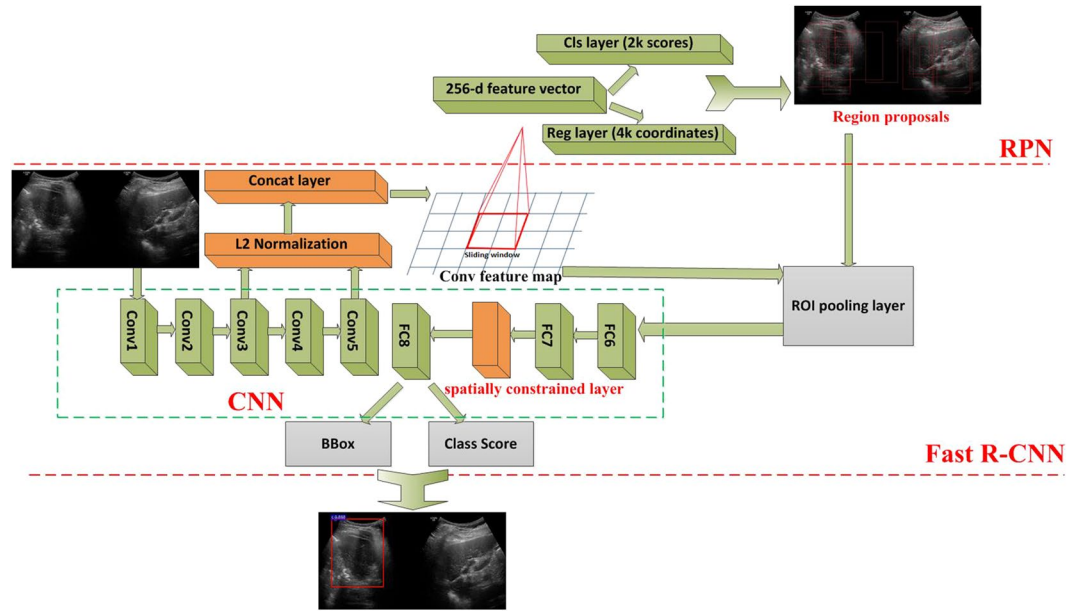 Cls layer (2k scores)
256-d feature vector
Reg layer (4k coordinates)
Region proposals
RPN
Concat layer
L2 Normalization
Sliding window
Conv feature map
ROI pooling layer
Conv1
Conv2
Conv3
Conv4
Conv5
FC8
FC7
FC6
spatially constrained layer
CNN
BBox
Class Score
Fast R-CNN